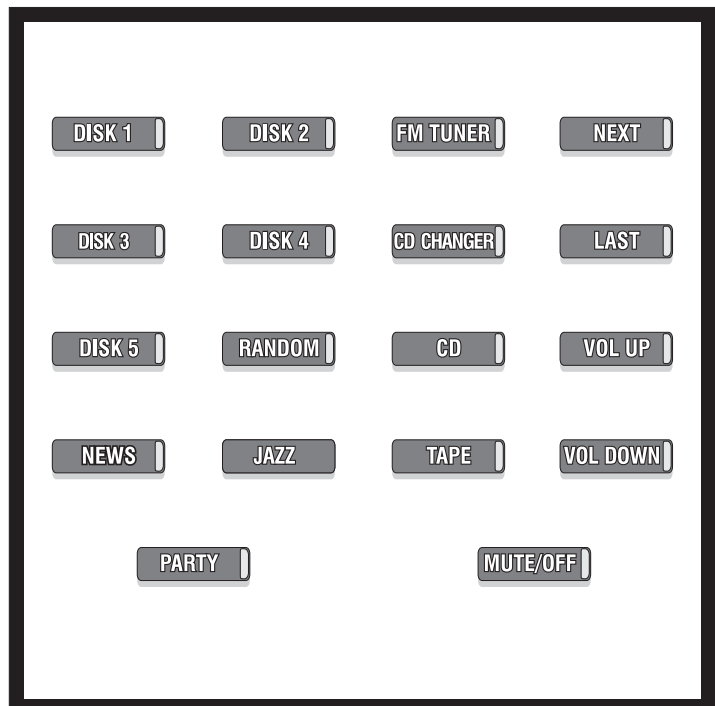 DISK 1 DISK 2 FM TUNER NEXT
DISK 3 DISK 4 CD CHANGER LAST
DISK 5 RANDOM CD VOL UP
NEWS JAZZ TAPE VOL DOWN
PARTY MUTE/OFF